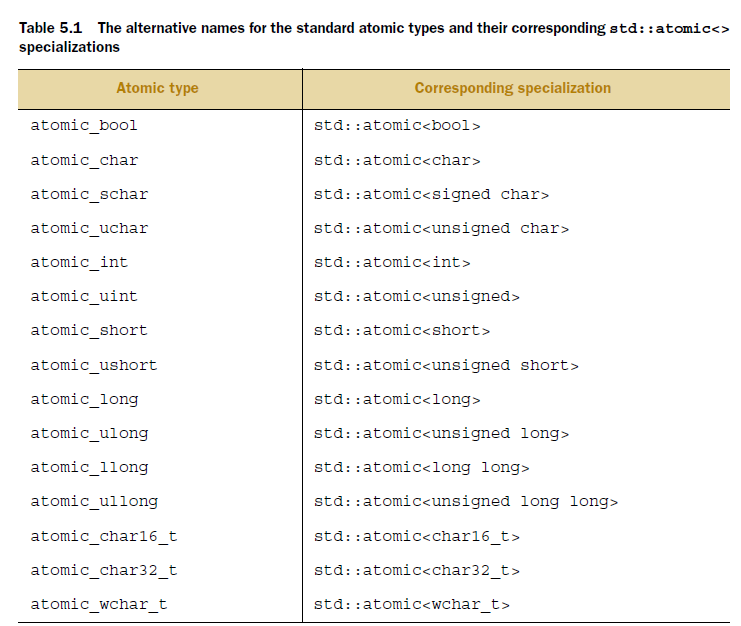 Table 5.1 The alternative names for the standard atomic types and their corresponding std::atomic<>
specializations
Atomic type Corresponding specialization
atomic_bool std::atomic<bool>
atomic_char std::atomic<char>
atomic_schar std::atomic<signed char>
atomic_uchar std::atomic<unsigned char>
atomic_int std::atomic<int>
atomic_uint std::atomic<unsigned>
atomic_short std::atomic<short>
atomic_ushort std::atomic<unsigned short>
atomic_long std::atomic<long>
atomic_ulong std::atomic<unsigned long>
atomic_llong std::atomic<long long>
atomic_ullong std::atomic<unsigned long long>
atomic_char16_t std::atomic<char16_t>
atomic_char32_t std::atomic<char32_t>
atomic_wchar_t std::atomic<wchar_t>